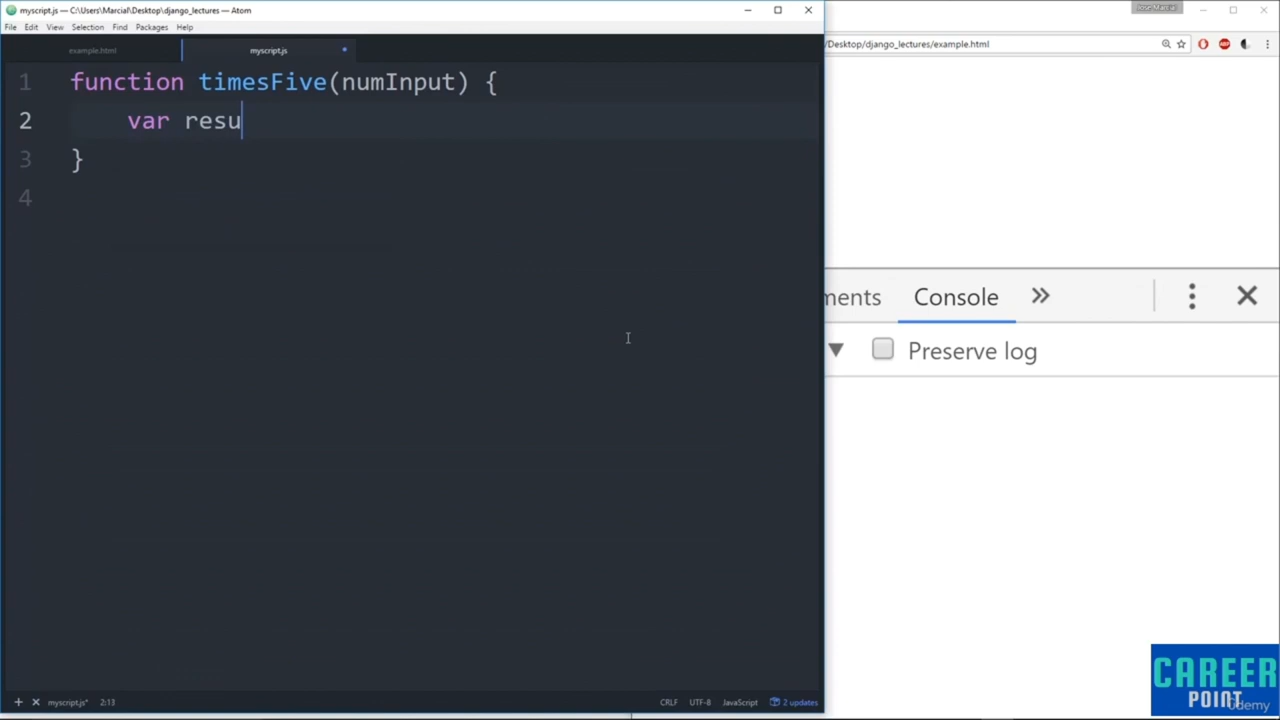 myscript.js — C:\Users\Marcial\Desktop\django_lectures — Atom
Jose Marcial
File Edit View Selection Find Packages Help
/Desktop/django_lectures/example.html
example.html
myscript.js
1 function timesFive(numInput) {
2 var resu
3 }
4
ments Console
Preserve log
CAREER
POINT
Udemy
myscript.js* 2:13
CRLF UTF-8 JavaScript 2 updates